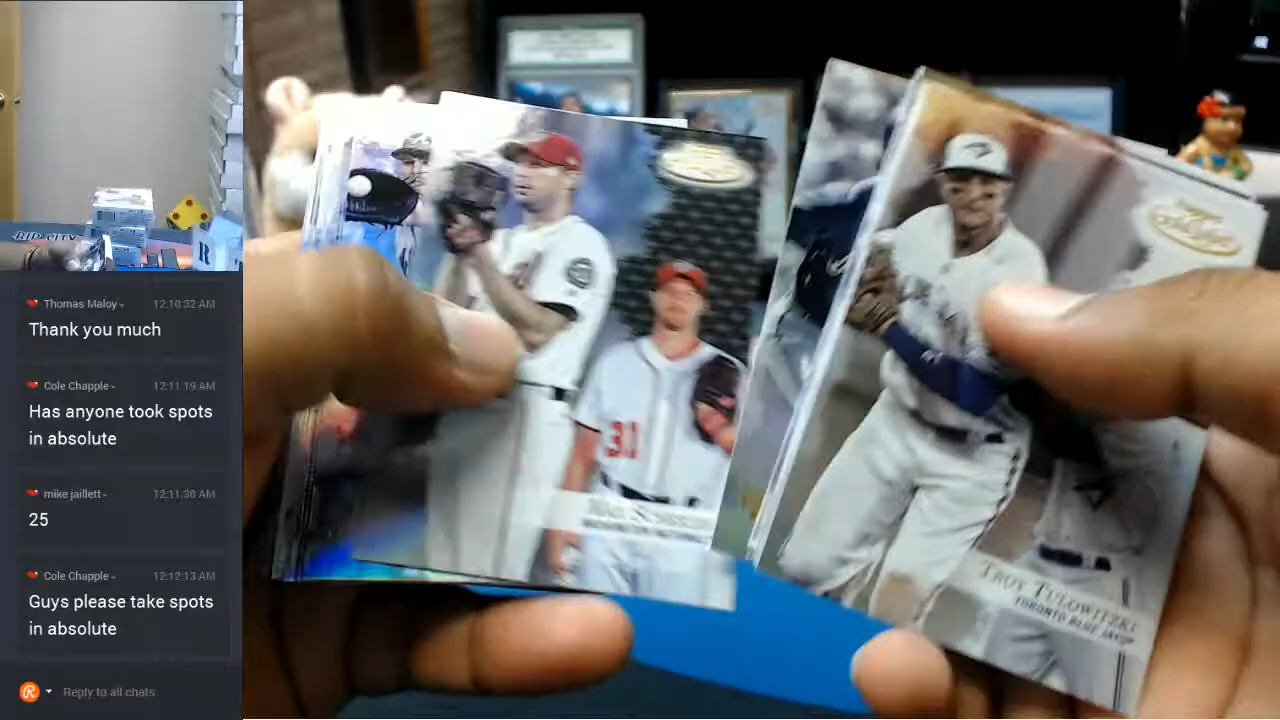 RIP CITY
Thomas Maloy
12:10:32 AM
Thank you much
Cole Chapple
12:11:19 AM
Has anyone took spots
in absolute
mike jaillett
12:11:30 AM
25
Cole Chapple
12:12:13 AM
Guys please take spots
in absolute
Reply to all chats
31
TROY TULOWITZKI
TORONTO BLUE JAYS